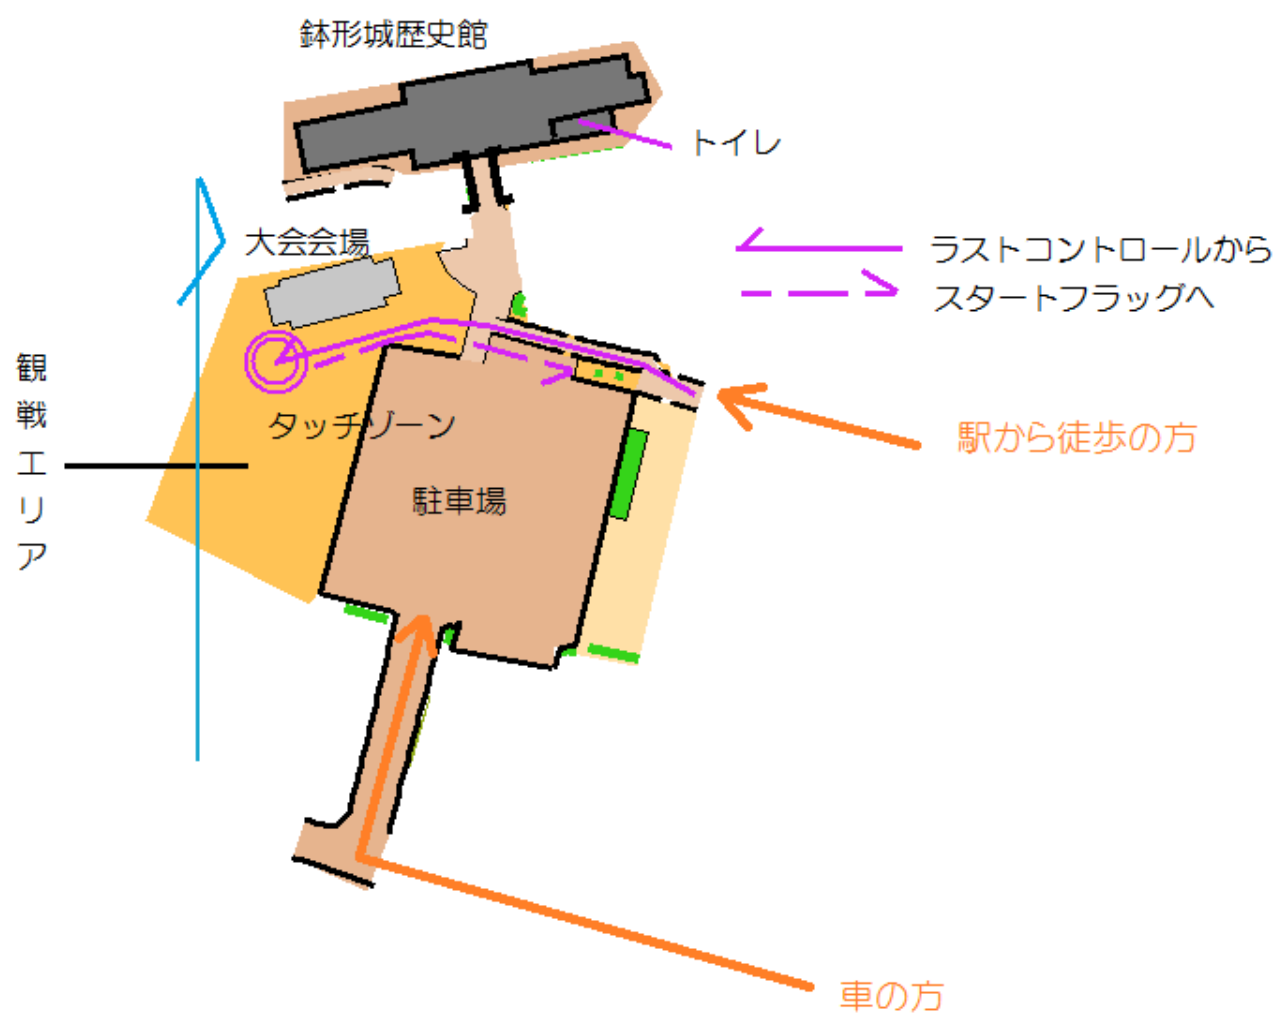 鉢形城歴史館
トイレ
大会会場
ラストコントロールから
スタートフラッグへ
観戦エリア
タッチゾーン
駅から徒歩の方
駐車場
車の方